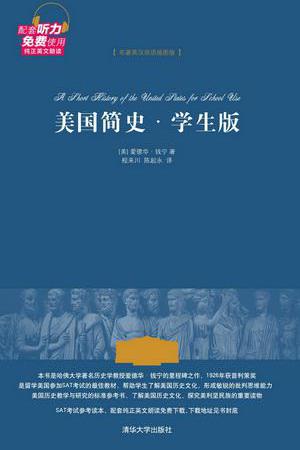 配套听力
免费使用
纯正英文朗读
【名著英汉双语插图版】
A Short History of the United States for School Use
美国简史·学生版
[美] 爱德华·钱宁 著
程来川 陈起永 译
本书是哈佛大学著名历史学教授爱德华·钱宁的里程碑之作,1926年获普利策奖
是留学美国参加SAT考试的最佳教材,帮助学生了解美国历史文化,形成敏锐的批判思维能力
美国历史教学与研究的标准参考书、了解美国历史文化、探究美利坚民族的重要读物
SAT考试参考读本、配套纯正英文朗读免费下载、下载地址见书封底
清华大学出版社